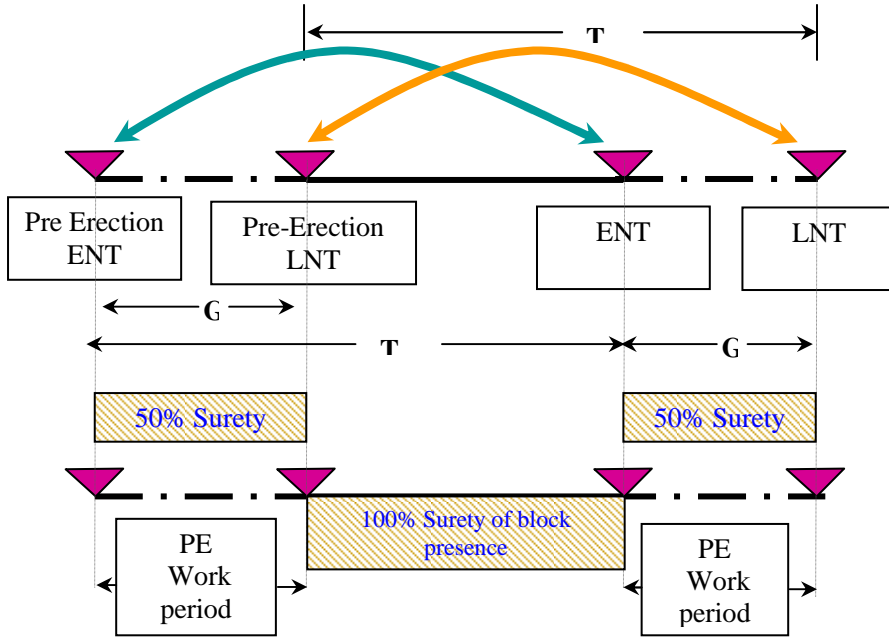 T
Pre Erection
ENT
Pre-Erection
LNT
ENT
LNT
G
T
G
50% Surety
50% Surety
100% Surety of block
presence
PE
Work
period
PE
Work
period